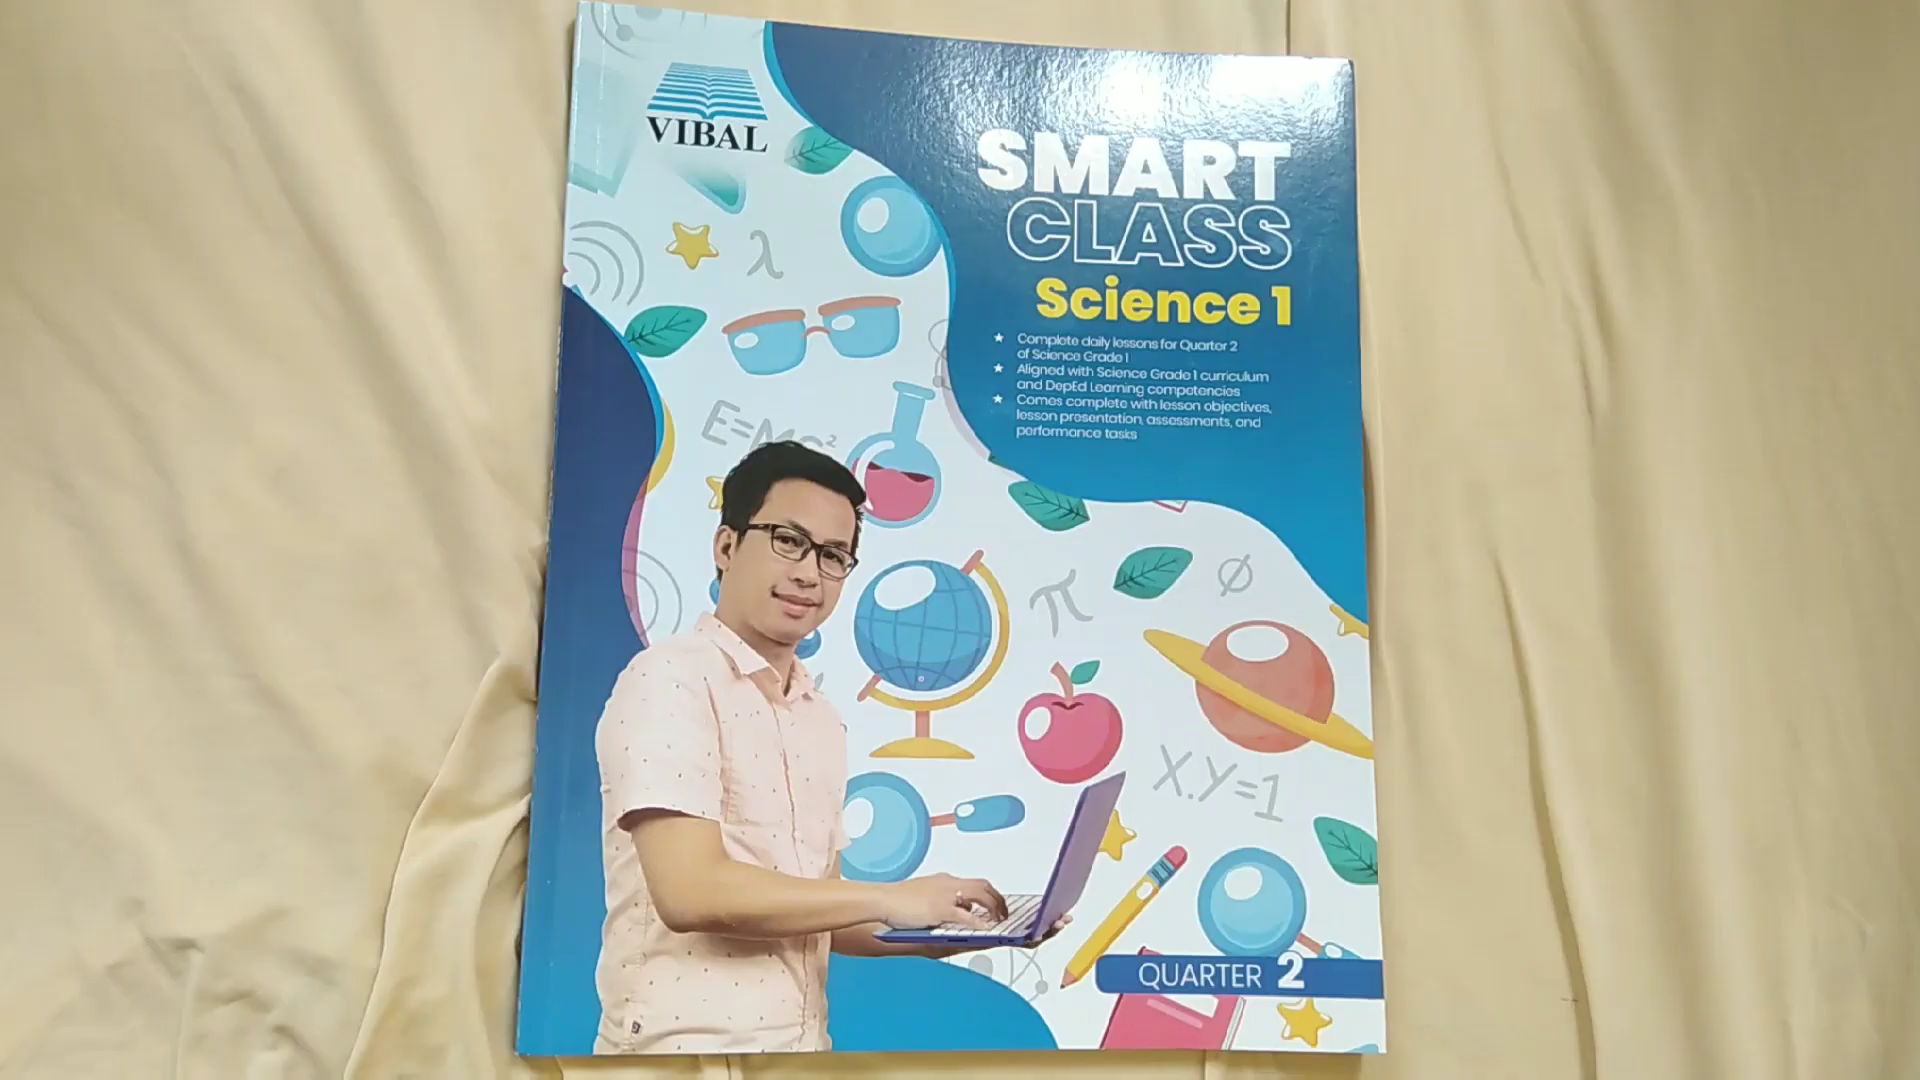 VIBAL
SMART
CLASS
Science 1
★ Complete daily lessons for Quarter 2
of Science Grade 1
★ Aligned with Science Grade 1 curriculum
and DepEd Learning competencies
★ Comes complete with lesson objectives,
lesson presentation, assessments, and
performance tasks
λ
E=MC²
π
Ø
X.Y=1
QUARTER 2